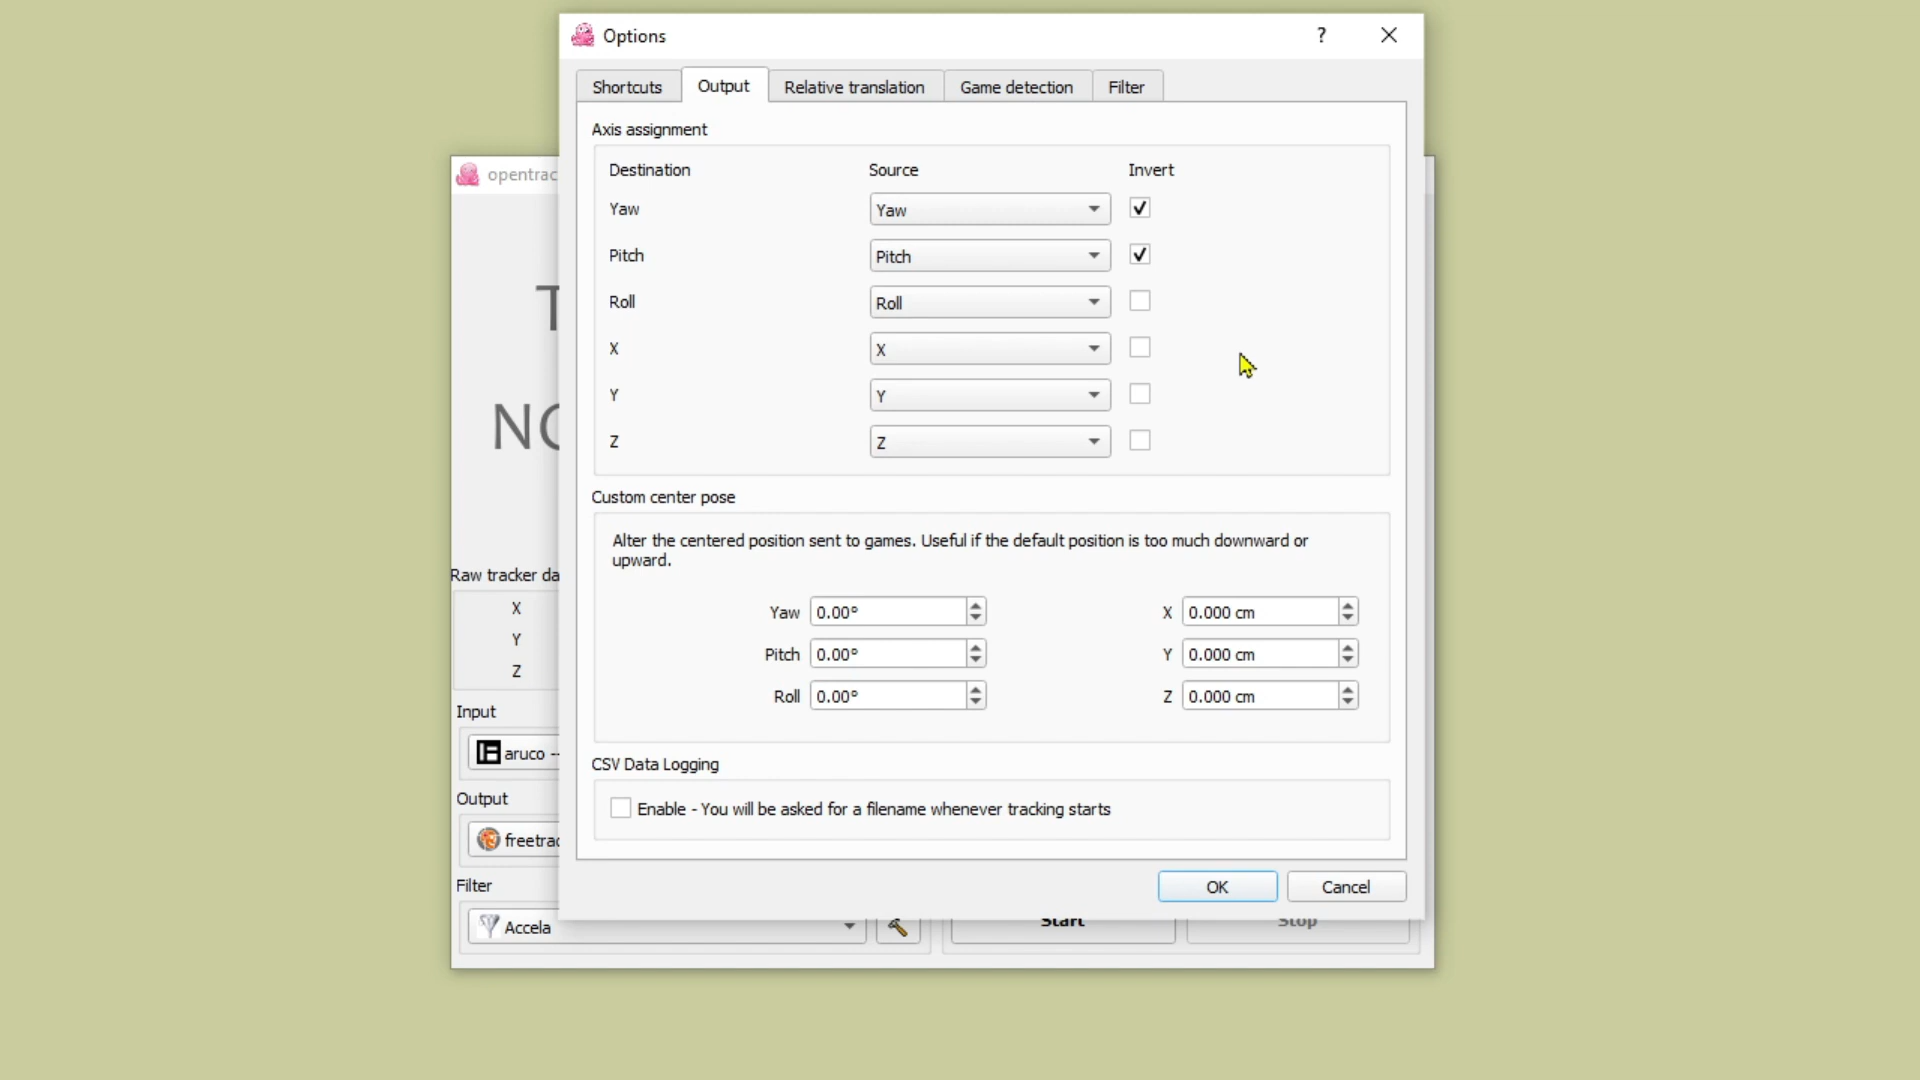 Options
?
Shortcuts Output Relative translation Game detection Filter
Axis assignment
Destination Source Invert
Yaw Yaw
Pitch Pitch
Roll Roll
X X
Y Y
Z Z
Custom center pose
Alter the centered position sent to games. Useful if the default position is too much downward or
upward.
Yaw 0.00° X 0.000 cm
Pitch 0.00° Y 0.000 cm
Roll 0.00° Z 0.000 cm
CSV Data Logging
Enable - You will be asked for a filename whenever tracking starts
OK Cancel
opentrac
T
NO
Raw tracker da
X
Y
Z
Input
aruco --
Output
freetrac
Filter
Accela
Start Stop